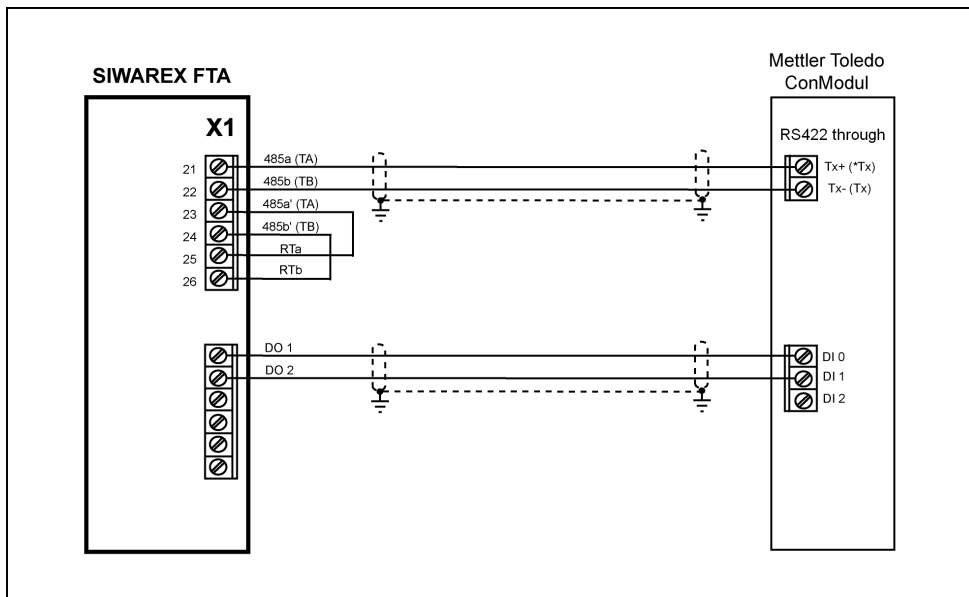 SIWAREX FTA
X1
21
22
23
24
25
26
485a (TA)
485b (TB)
485a' (TA)
485b' (TB)
RTa
RTb
DO 1
DO 2
Mettler Toledo
ConModul
RS422 through
Tx+ (*Tx)
Tx- (Tx)
DI 0
DI 1
DI 2